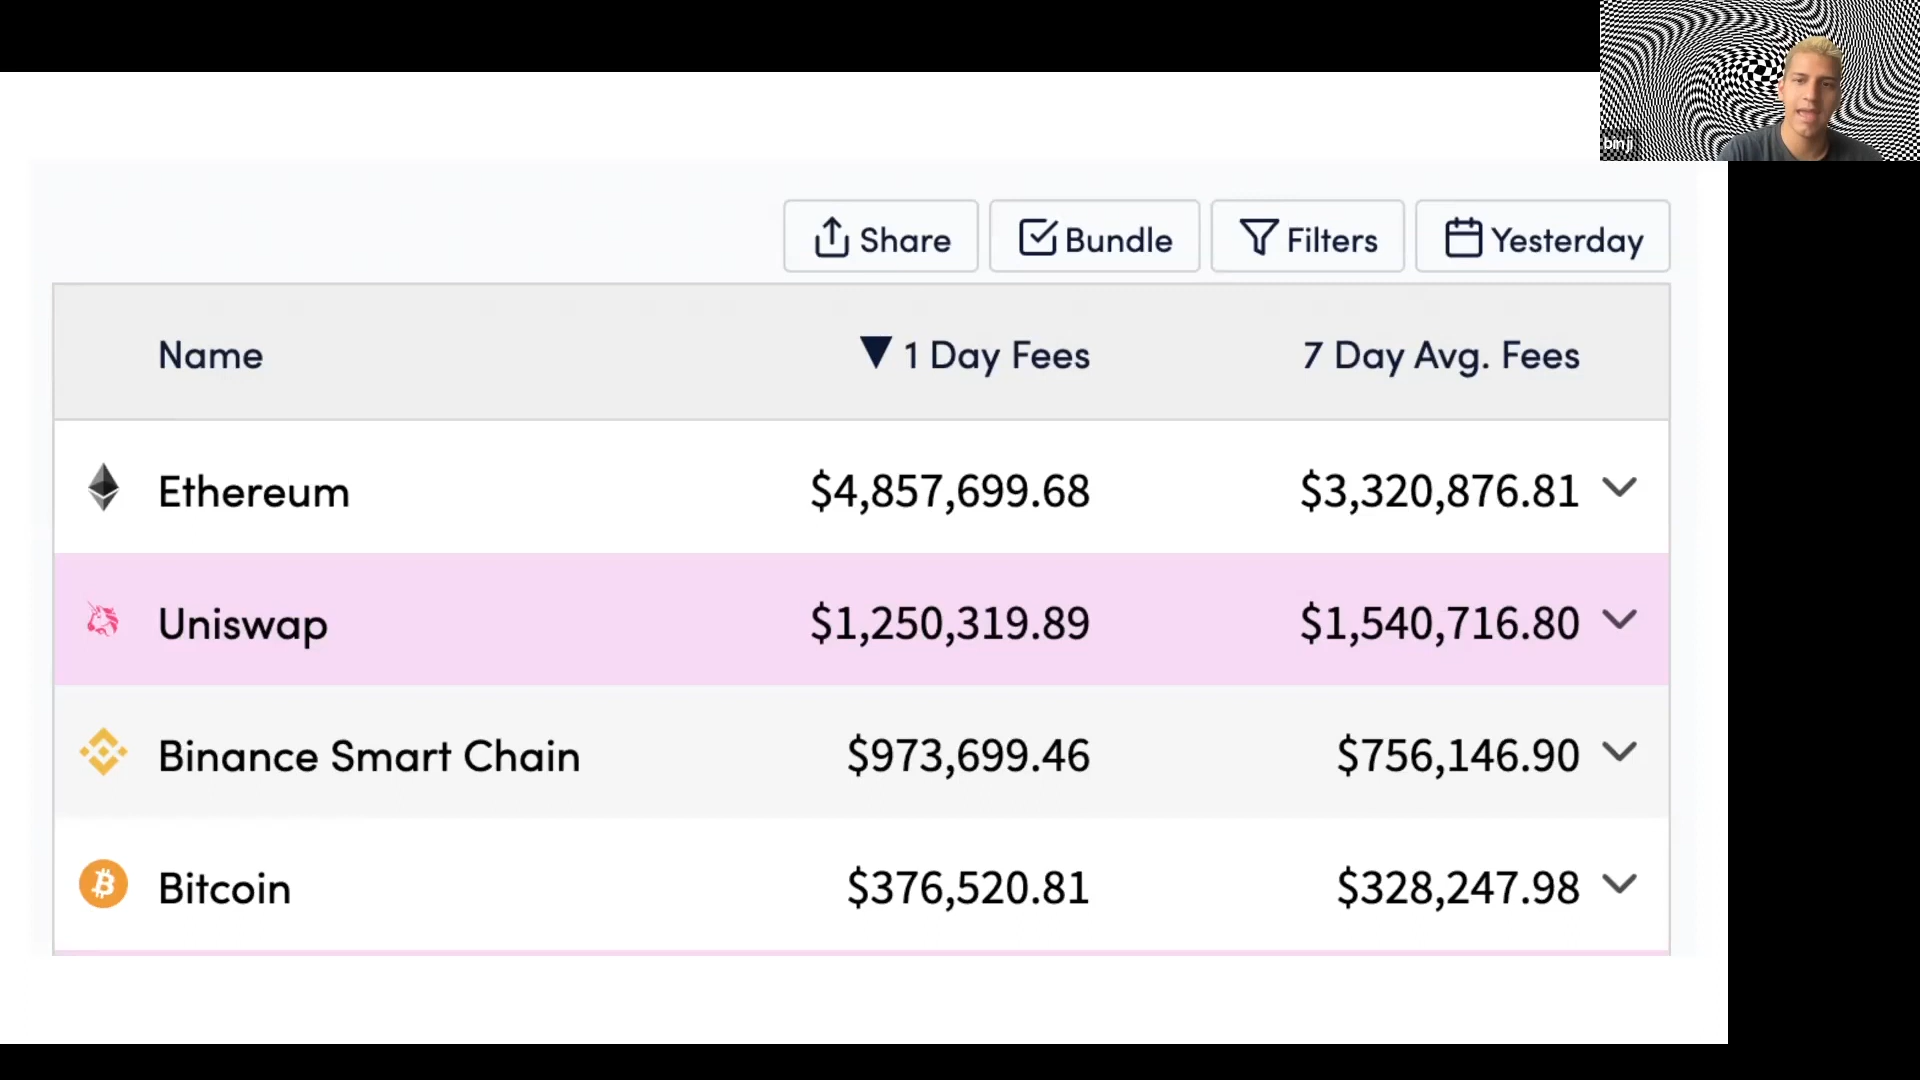 binji
Share Bundle Filters Yesterday
Name ▼ 1 Day Fees 7 Day Avg. Fees
Ethereum $4,857,699.68 $3,320,876.81
Uniswap $1,250,319.89 $1,540,716.80
Binance Smart Chain $973,699.46 $756,146.90
Bitcoin $376,520.81 $328,247.98